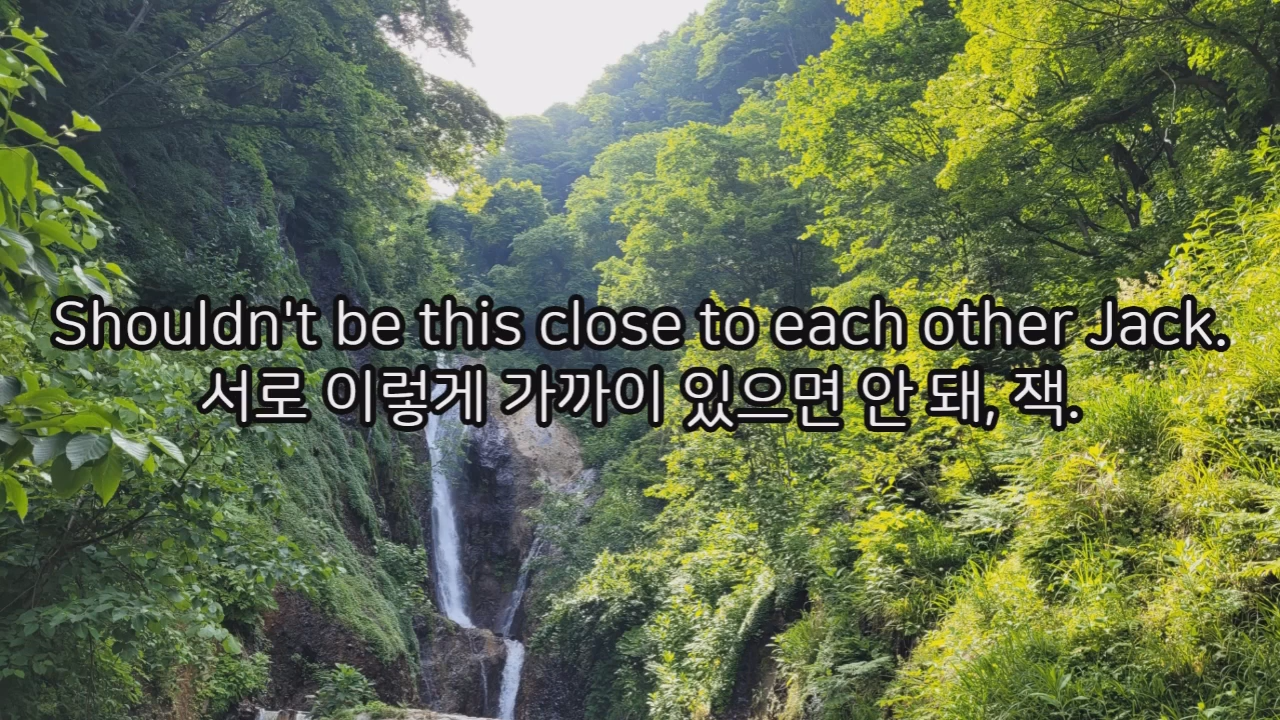 Shouldn't be this close to each other Jack.
서로 이렇게 가까이 있으면 안 돼, 잭.